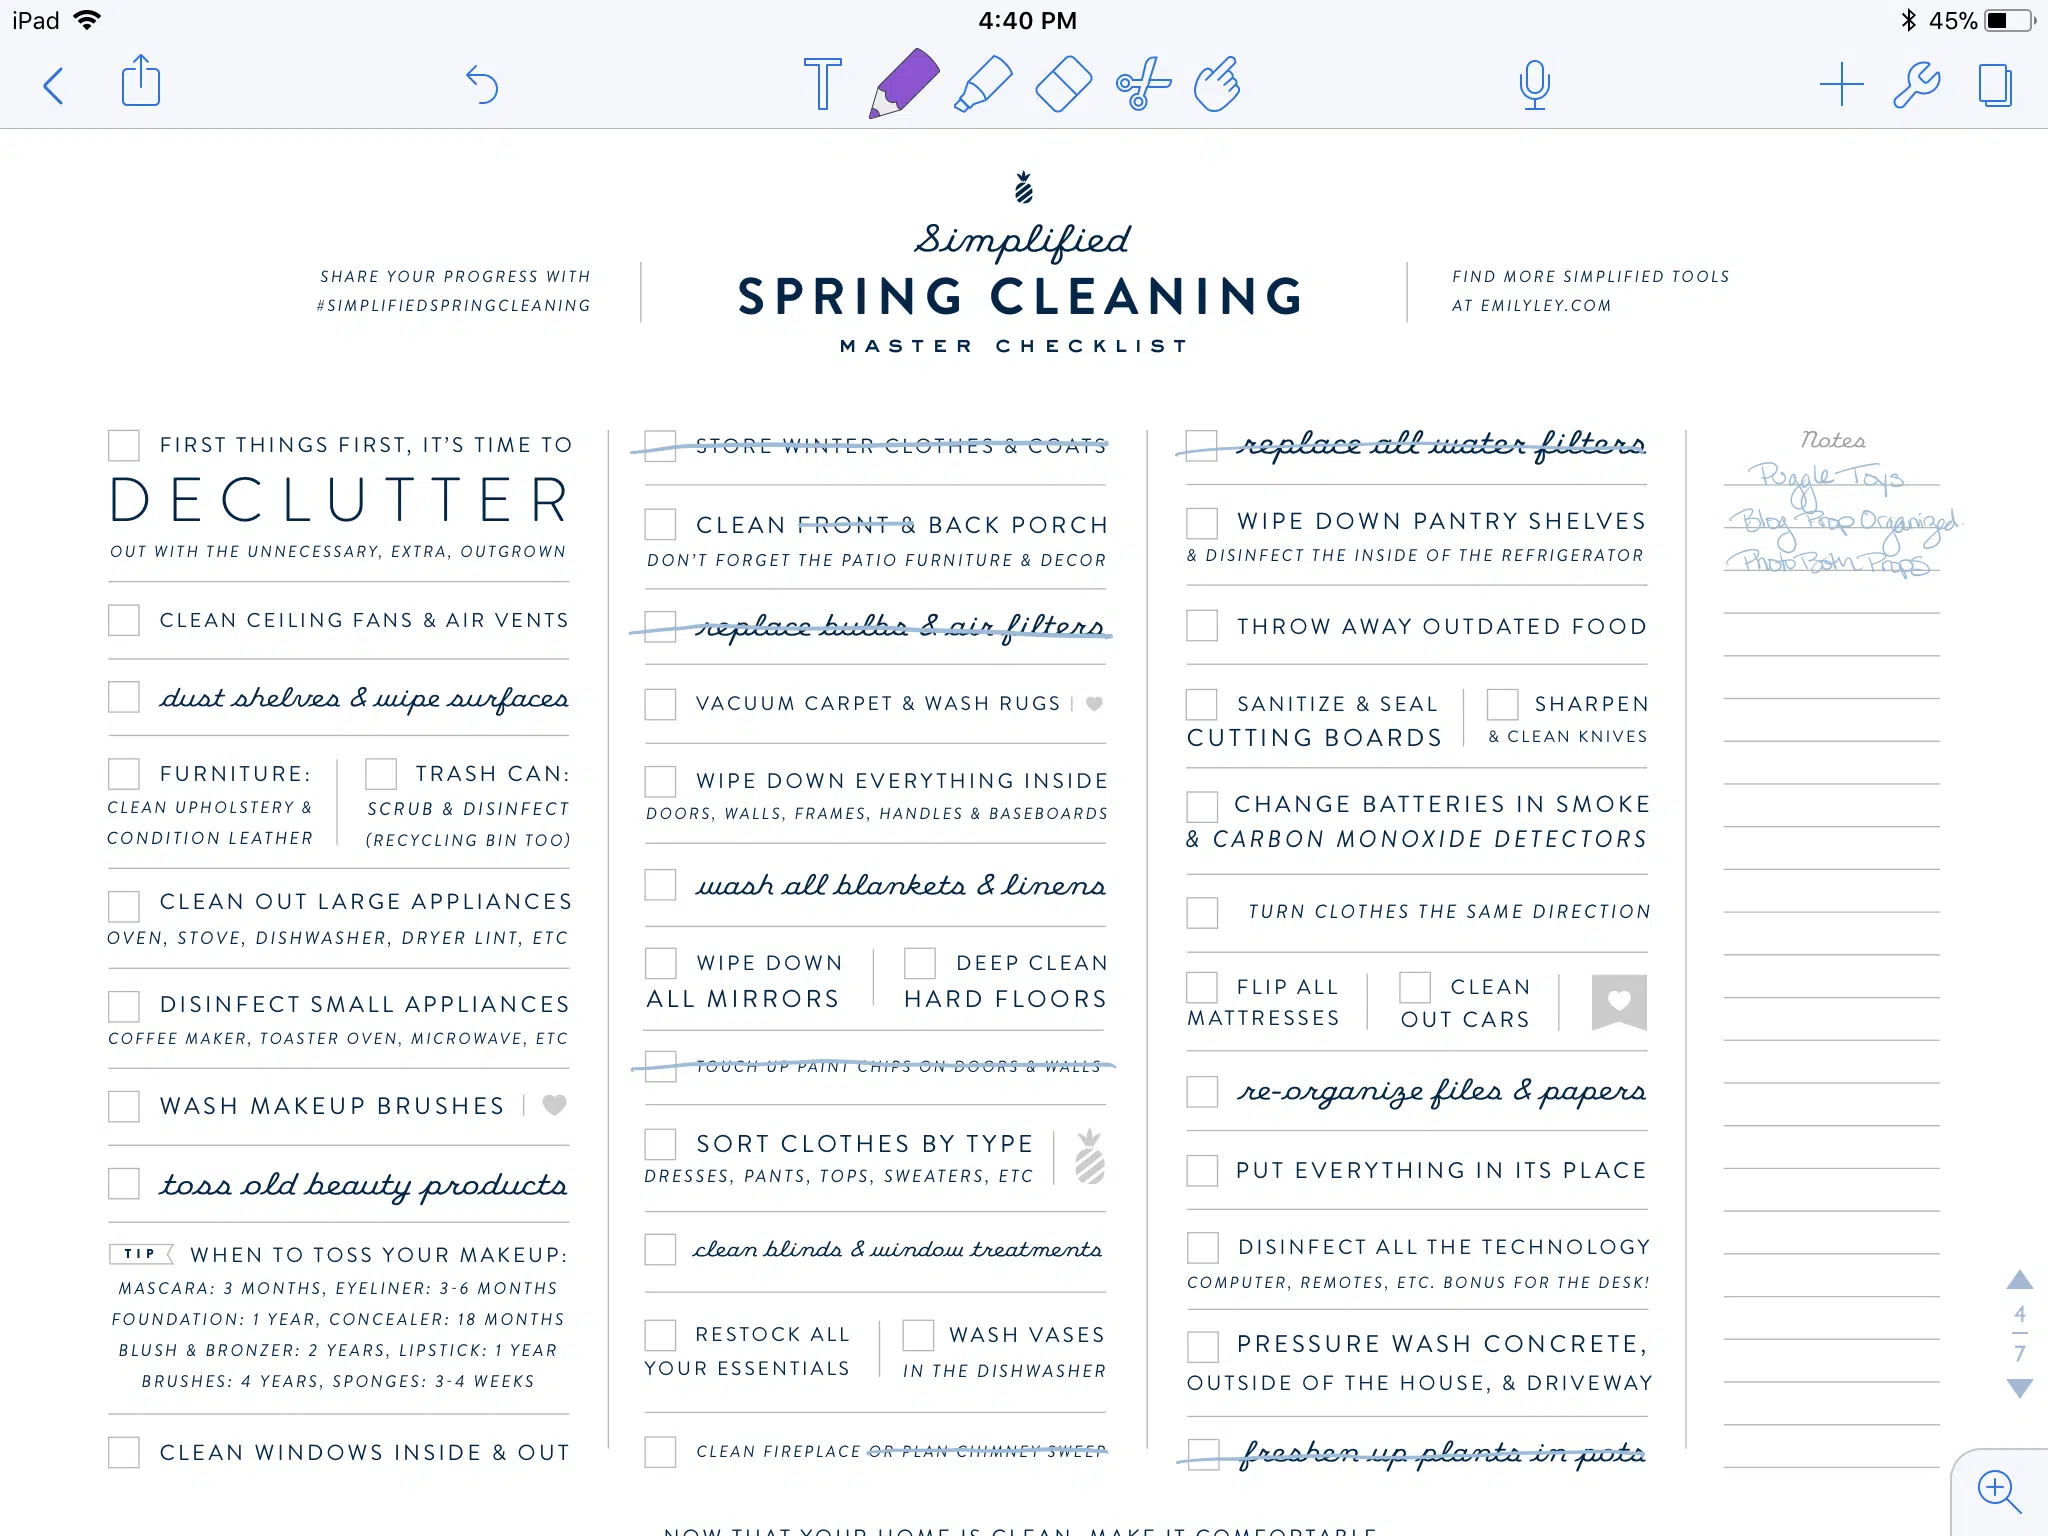 iPad
4:40 PM
45%
Simplified
SPRING CLEANING
MASTER CHECKLIST
SHARE YOUR PROGRESS WITH
#SIMPLIFIEDSPRINGCLEANING
FIND MORE SIMPLIFIED TOOLS
AT EMILYLEY.COM
FIRST THINGS FIRST, IT'S TIME TO
DECLUTTER
OUT WITH THE UNNECESSARY, EXTRA, OUTGROWN
CLEAN CEILING FANS & AIR VENTS
dust shelves & wipe surfaces
FURNITURE:
CLEAN UPHOLSTERY &
CONDITION LEATHER
TRASH CAN:
SCRUB & DISINFECT
(RECYCLING BIN TOO)
CLEAN OUT LARGE APPLIANCES
OVEN, STOVE, DISHWASHER, DRYER LINT, ETC
DISINFECT SMALL APPLIANCES
COFFEE MAKER, TOASTER OVEN, MICROWAVE, ETC
WASH MAKEUP BRUSHES
toss old beauty products
TIP WHEN TO TOSS YOUR MAKEUP:
MASCARA: 3 MONTHS, EYELINER: 3-6 MONTHS
FOUNDATION: 1 YEAR, CONCEALER: 18 MONTHS
BLUSH & BRONZER: 2 YEARS, LIPSTICK: 1 YEAR
BRUSHES: 4 YEARS, SPONGES: 3-4 WEEKS
CLEAN WINDOWS INSIDE & OUT
STORE WINTER CLOTHES & COATS
CLEAN FRONT & BACK PORCH
DON'T FORGET THE PATIO FURNITURE & DECOR
replace bulbs & air filters
VACUUM CARPET & WASH RUGS
WIPE DOWN EVERYTHING INSIDE
DOORS, WALLS, FRAMES, HANDLES & BASEBOARDS
wash all blankets & linens
WIPE DOWN
ALL MIRRORS
DEEP CLEAN
HARD FLOORS
TOUCH UP PAINT CHIPS ON DOORS & WALLS
SORT CLOTHES BY TYPE
DRESSES, PANTS, TOPS, SWEATERS, ETC
clean blinds & window treatments
RESTOCK ALL
YOUR ESSENTIALS
WASH VASES
IN THE DISHWASHER
CLEAN FIREPLACE OR PLAN CHIMNEY SWEEP
replace all water filters
WIPE DOWN PANTRY SHELVES
& DISINFECT THE INSIDE OF THE REFRIGERATOR
THROW AWAY OUTDATED FOOD
SANITIZE & SEAL
CUTTING BOARDS
SHARPEN
& CLEAN KNIVES
CHANGE BATTERIES IN SMOKE
& CARBON MONOXIDE DETECTORS
TURN CLOTHES THE SAME DIRECTION
FLIP ALL
MATTRESSES
CLEAN
OUT CARS
re-organize files & papers
PUT EVERYTHING IN ITS PLACE
DISINFECT ALL THE TECHNOLOGY
COMPUTER, REMOTES, ETC. BONUS FOR THE DESK!
PRESSURE WASH CONCRETE,
OUTSIDE OF THE HOUSE, & DRIVEWAY
freshen up plants in pots
Notes
Puggle Toys
Blog Prop Organized.
Photo Booth Props
4
7
NOW THAT YOUR HOME IS CLEAN, MAKE IT COMFORTABLE